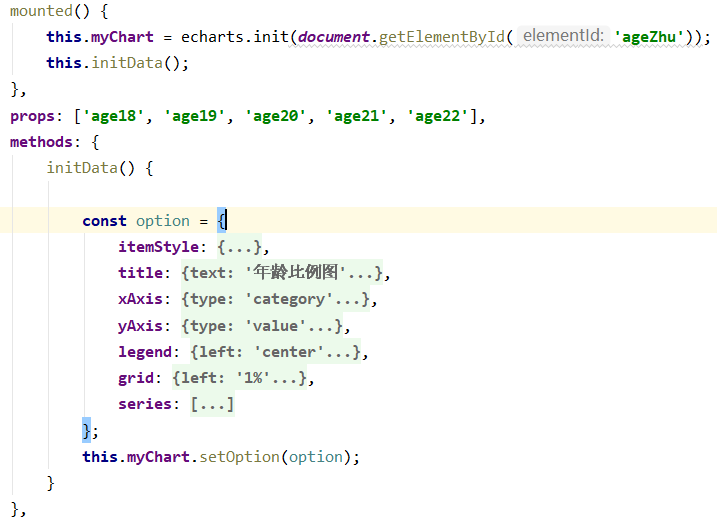 mounted() {
this.myChart = echarts.init(document.getElementById( elementId: 'ageZhu'));
this.initData();
},
props: ['age18', 'age19', 'age20', 'age21', 'age22'],
methods: {
initData() {
const option = {
itemStyle: {...},
title: {text: '年龄比例图'...},
xAxis: {type: 'category'...},
yAxis: {type: 'value'...},
legend: {left: 'center'...},
grid: {left: '1%'...},
series: [...]
};
this.myChart.setOption(option);
}
},